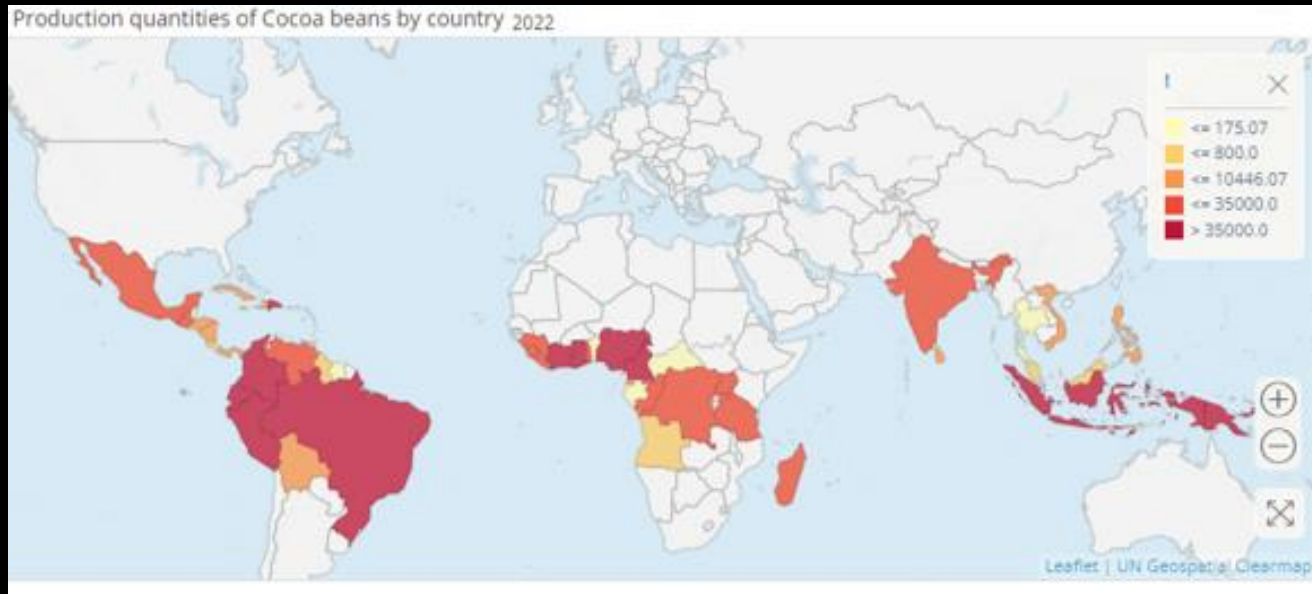 Production quantities of Cocoa beans by country 2022
t
<= 175.07
<= 800.0
<= 10446.07
<= 35000.0
> 35000.0
Leaflet | UN Geospatial Clearmap